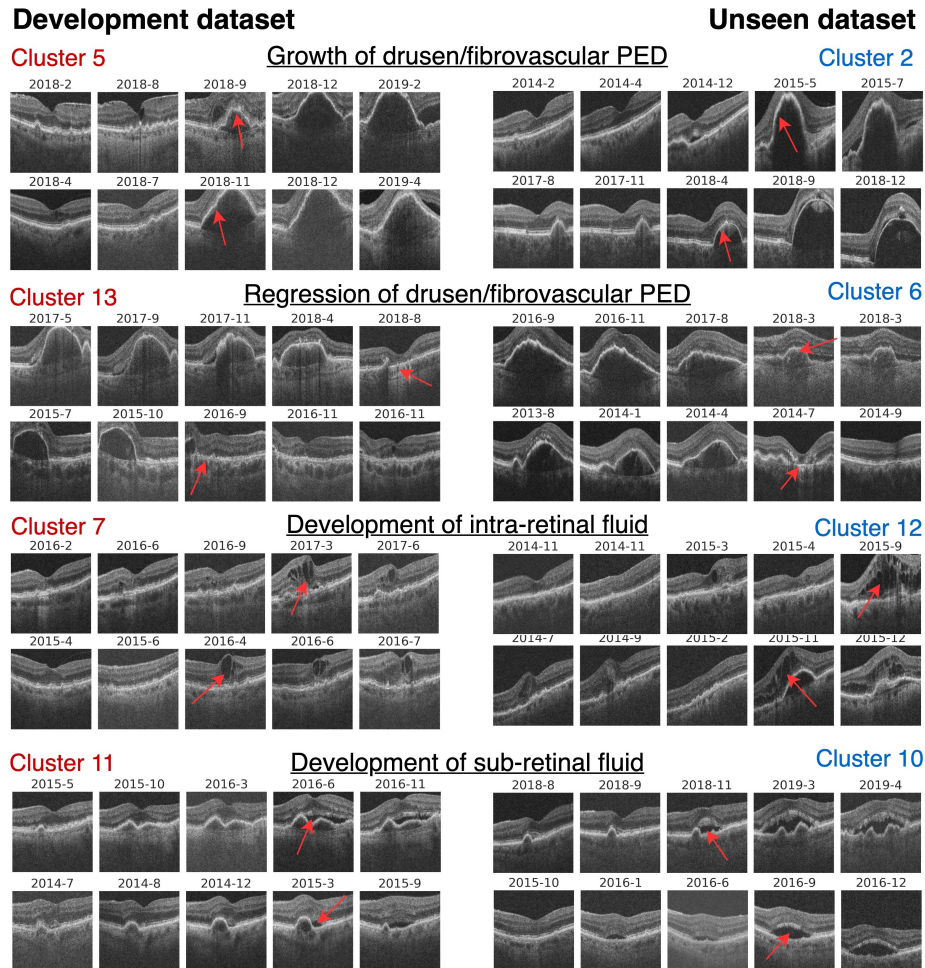 Development dataset
Unseen dataset
Cluster 5
Growth of drusen/fibrovascular PED
Cluster 2
2018-2 2018-8 2018-9 2018-12 2019-2
2014-2 2014-4 2014-12 2015-5 2015-7
2018-4 2018-7 2018-11 2018-12 2019-4
2017-8 2017-11 2018-4 2018-9 2018-12
Cluster 13
Regression of drusen/fibrovascular PED
Cluster 6
2017-5 2017-9 2017-11 2018-4 2018-8
2016-9 2016-11 2017-8 2018-3 2018-3
2015-7 2015-10 2016-9 2016-11 2016-11
2013-8 2014-1 2014-4 2014-7 2014-9
Cluster 7
Development of intra-retinal fluid
Cluster 12
2016-2 2016-6 2016-9 2017-3 2017-6
2014-11 2014-11 2015-3 2015-4 2015-9
2015-4 2015-6 2016-4 2016-6 2016-7
2014-7 2014-9 2015-2 2015-11 2015-12
Cluster 11
Development of sub-retinal fluid
Cluster 10
2015-5 2015-10 2016-3 2016-6 2016-11
2018-8 2018-9 2018-11 2019-3 2019-4
2014-7 2014-8 2014-12 2015-3 2015-9
2015-10 2016-1 2016-6 2016-9 2016-12